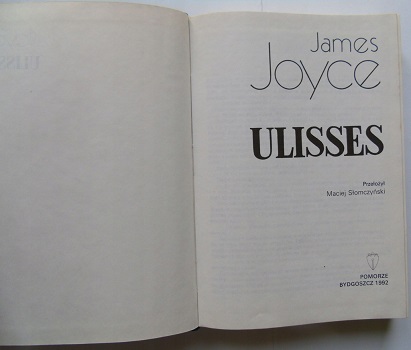 James
Joyce
ULISSES
Przełożył
Maciej Słomczyński
POMORZE
BYDGOSZCZ 1992